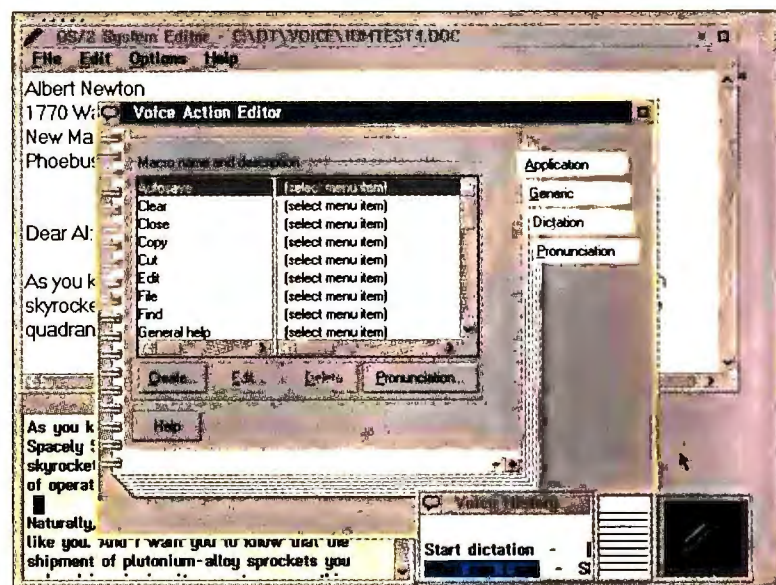 OS/2 System Editor - C:\DT\VOICE\IBMTEST1.DOC
File Edit Options Help
Albert Newton
1770 Wa
New Ma
Phoebus
Dear Al:
As you k
skyrocke
quadran
Voice Action Editor
Macro name and description
Autosave (select menu item)
Clear (select menu item)
Close (select menu item)
Copy (select menu item)
Cut (select menu item)
Edit (select menu item)
File (select menu item)
Find (select menu item)
General help (select menu item)
Create... Edit... Delete Pronunciation...
Help
Application
Generic
Dictation
Pronunciation
As you k
Spacely S
skyrocket
of operat
Naturally,
like you. And I want you to know that the
shipment of plutonium-alloy sprockets you
Voice History
Start dictation -